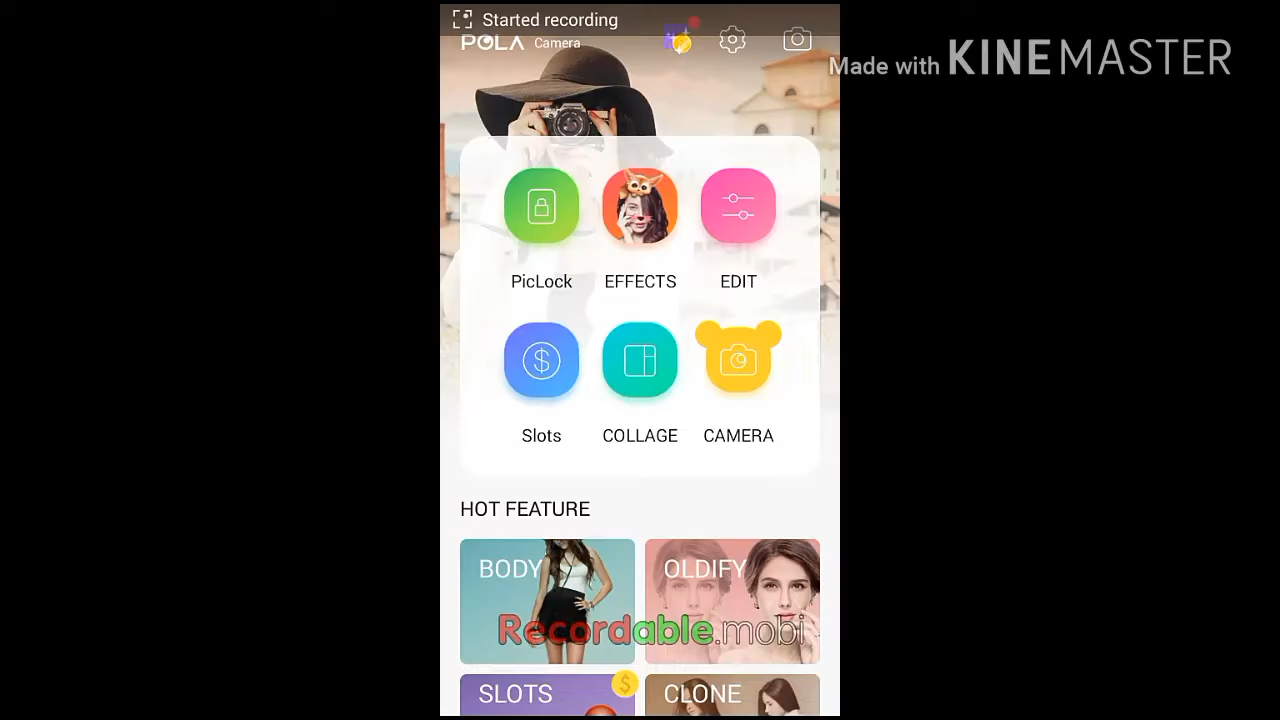 Started recording
POLA Camera
Made with KINEMASTER
PicLock EFFECTS EDIT
Slots COLLAGE CAMERA
HOT FEATURE
BODY OLDIFY
Recordable.mobi
SLOTS CLONE